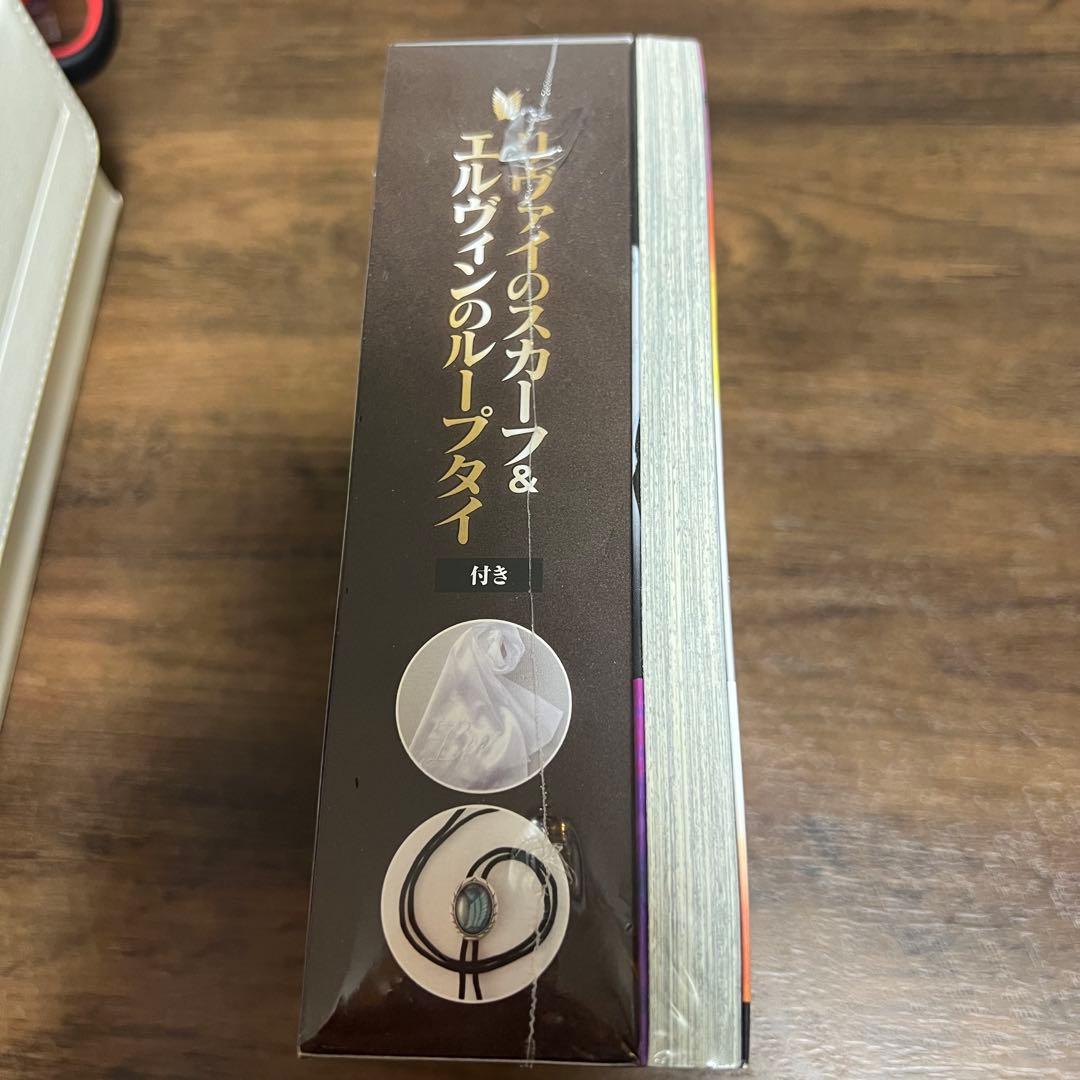 リヴァイのスカーフ&
エルヴィンのループタイ
付き